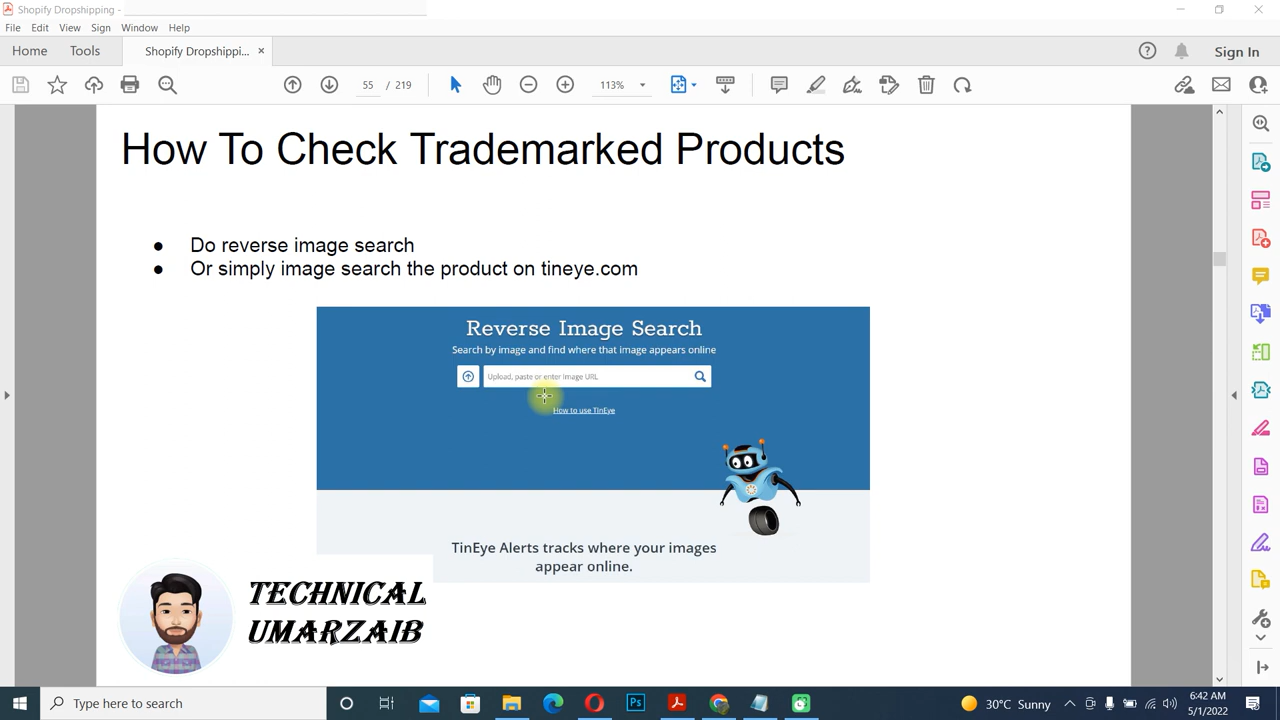 Shopify Dropshipping -
File Edit View Sign Window Help
Home Tools Shopify Dropshippi... × Sign In
55 / 219 113%
How To Check Trademarked Products
● Do reverse image search
● Or simply image search the product on tineye.com
Reverse Image Search
Search by image and find where that image appears online
Upload, paste or enter Image URL
How to use TinEye
TinEye Alerts tracks where your images
appear online.
TECHNICAL
UMARZAIB
Type here to search
Ps
30°C Sunny
6:42 AM
5/1/2022